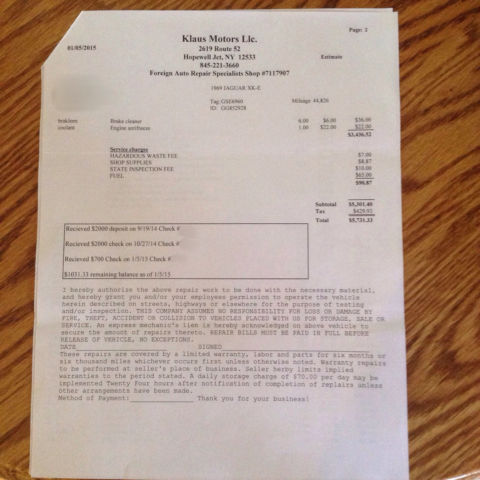 Page: 2
Klaus Motors Llc.
01/05/2015
2619 Route 52
Hopewell Jct, NY 12533
Estimate
845-221-3660
Foreign Auto Repair Specialists Shop #7117907
1969 JAGUAR XK-E
Tag: GSE6960 Mileage 44,826
ID:
brakleen Brake cleaner 6.00 $6.00 $36.00
coolant Engine antifreeze 1.00 $22.00 $22.00
$3,436.52
Service charges
HAZARDOUS WASTE FEE $7.00
SHOP SUPPLIES $8.87
STATE INSPECTION FEE $10.00
FUEL $65.00
$90.87
Subtotal $5,301.40
Tax $429.93
Total $5,731.33
Recieved $2000 deposit on 9/19/14 Check #
Recieved $2000 check on 10/27/14 Check #
Recieved $700 Check on 1/5/15 Check #
$1031.33 remaining balance as of 1/5/15
I hereby authorize the above repair work to be done with the necessary material,
and hereby grant you and/or your employees permission to operate the vehicle
herein described on streets, highways or elsewhere for the purpose of testing
and/or inspection. THIS COMPANY ASSUMES NO RESPONSIBILITY FOR LOSS OR DAMAGE BY
FIRE, THEFT, ACCIDENT OR COLLISION TO VEHICLES PLACED WITH US FOR STORAGE, SALE OR
SERVICE. An express mechanic's lien is hereby acknowledged on above vehicle to
secure the amount of repairs thereto. REPAIR BILLS MUST BE PAID IN FULL BEFORE
RELEASE OF VEHICLE, NO EXCEPTIONS.
DATE SIGNED
These repairs are covered by a limited warranty, labor and parts for six months or
six thousand miles whichever occurs first unless otherwise noted. Warranty repairs
to be performed at seller's place of business. Seller herby limits implied
warranties to the period stated. A daily storage charge of $70.00 per day may be
implemented Twenty Four hours after notification of completion of repairs unless
other arrangements have been made.
Method of Payment:______________ Thank you for your business!